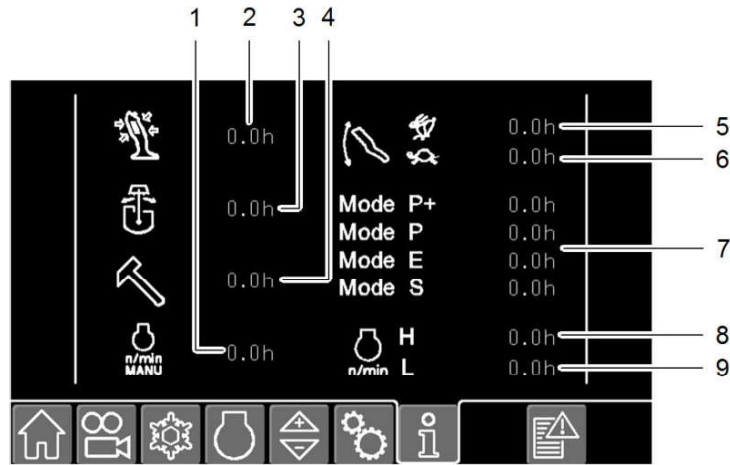 1 2 3 4
0.0h
0.0h 5
0.0h 6
0.0h
Mode P+ 0.0h
Mode P 0.0h
7
0.0h
Mode E 0.0h
Mode S 0.0h
n/min
MANU
0.0h
n/min
H 0.0h 8
L 0.0h 9
i